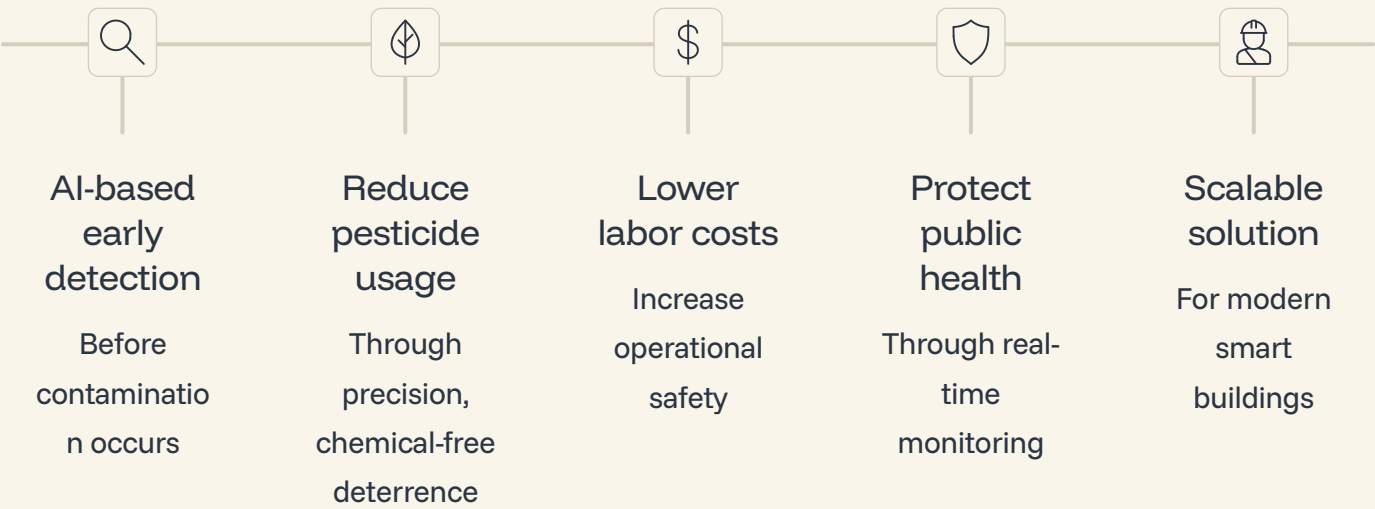 AI-based
early
detection
Before
contaminatio
n occurs
Reduce
pesticide
usage
Through
precision,
chemical-free
deterrence
Lower
labor costs
Increase
operational
safety
Protect
public
health
Through real-
time
monitoring
Scalable
solution
For modern
smart
buildings